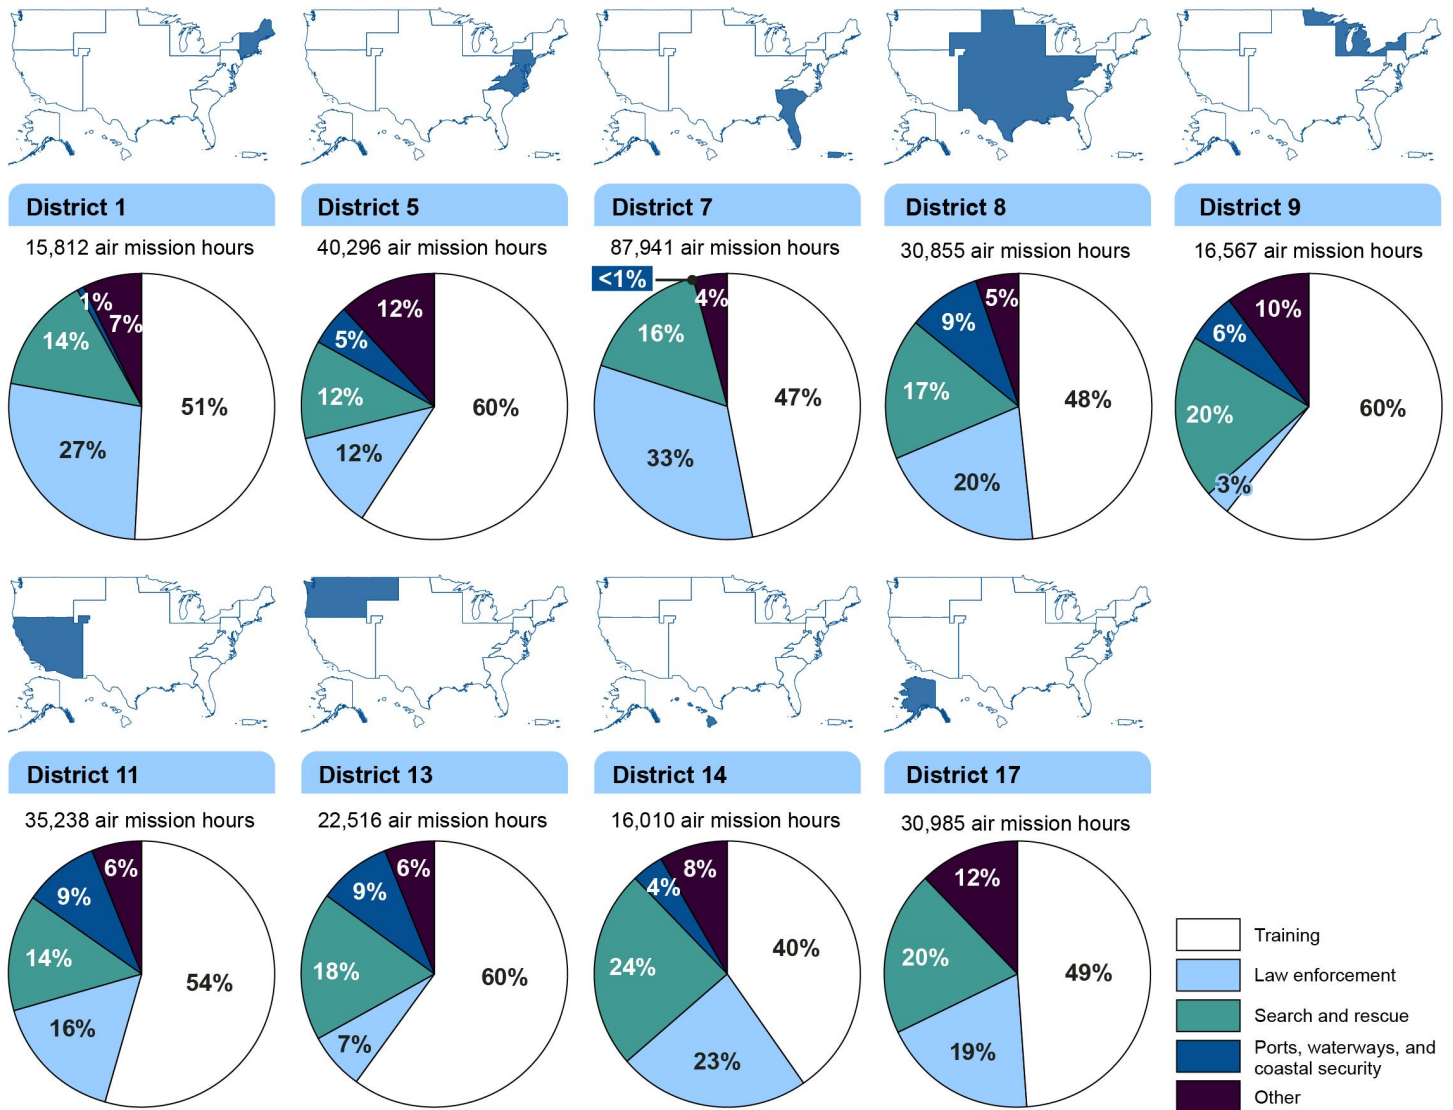 District 1
15,812 air mission hours
1%
7%
14%
51%
27%
District 5
40,296 air mission hours
12%
5%
12%
60%
12%
District 7
87,941 air mission hours
<1%
4%
16%
47%
33%
District 8
30,855 air mission hours
5%
9%
17%
48%
20%
District 9
16,567 air mission hours
10%
6%
20%
60%
3%
District 11
35,238 air mission hours
6%
9%
14%
54%
16%
District 13
22,516 air mission hours
6%
9%
18%
60%
7%
District 14
16,010 air mission hours
8%
4%
24%
40%
23%
District 17
30,985 air mission hours
12%
20%
49%
19%
Training
Law enforcement
Search and rescue
Ports, waterways, and
coastal security
Other